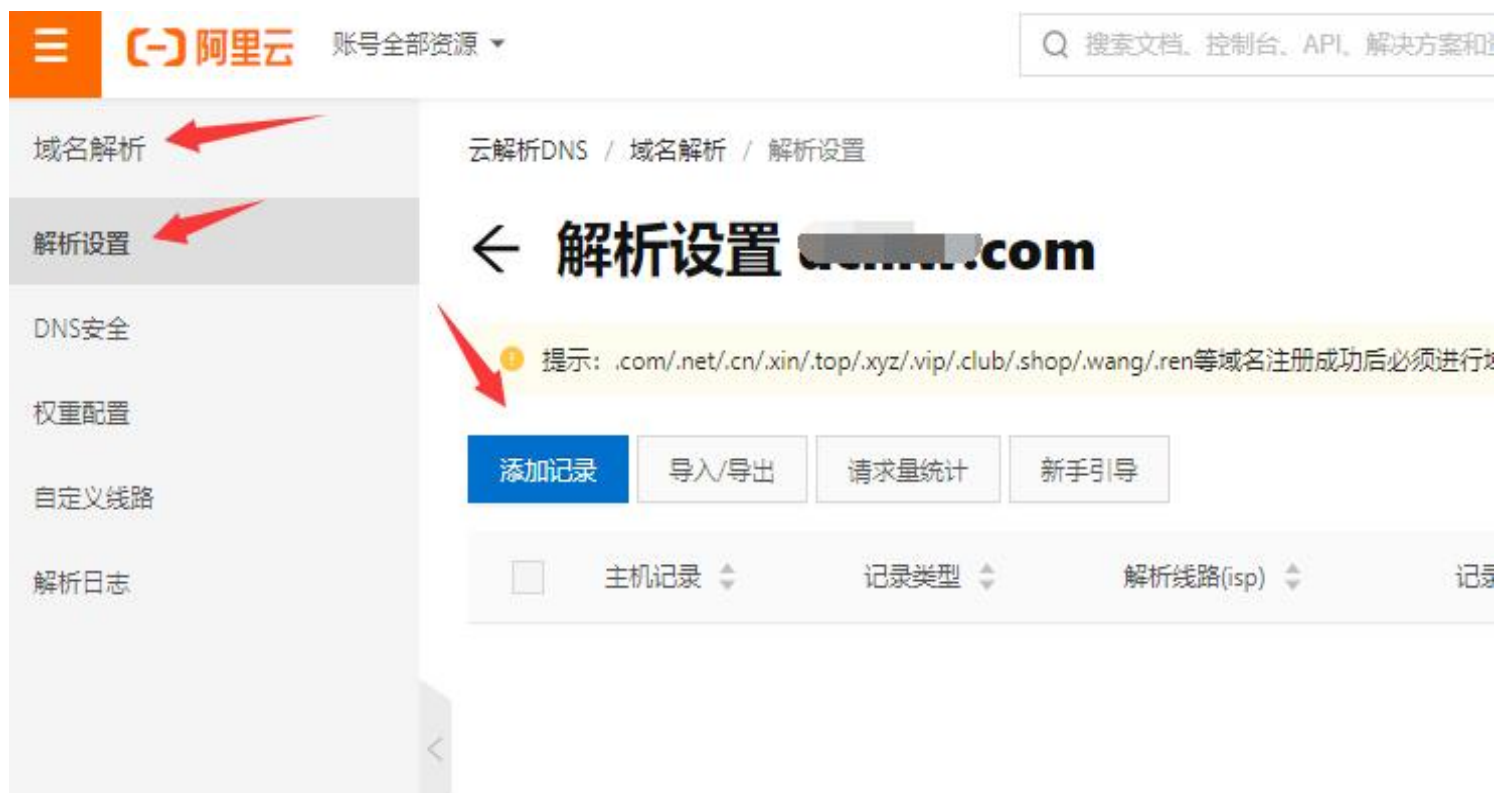 阿里云 账号全部资源 搜索文档、控制台、API、解决方案和
域名解析
解析设置
DNS安全
权重配置
自定义线路
解析日志
云解析DNS / 域名解析 / 解析设置
解析设置 .com
提示：.com/.net/.cn/.xin/.top/.xyz/.vip/.club/.shop/.wang/.ren等域名注册成功后必须进行
添加记录 导入/导出 请求量统计 新手引导
主机记录 记录类型 解析线路(isp) 记录